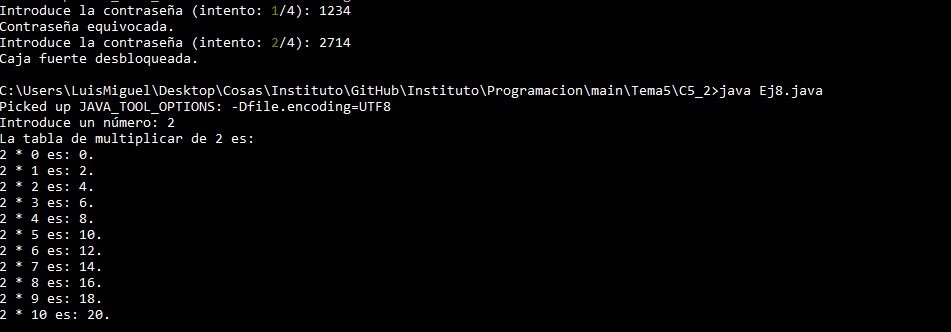 Introduce la contraseña (intento: 1/4): 1234
Contraseña equivocada.
Introduce la contraseña (intento: 2/4): 2714
Caja fuerte desbloqueada.
C:\Users\LuisMiguel\Desktop\Cosas\Instituto\GitHub\Instituto\Programacion\main\Tema5\C5_2>java Ej8.java
Picked up JAVA_TOOL_OPTIONS: -Dfile.encoding=UTF8
Introduce un número: 2
La tabla de multiplicar de 2 es:
2 * 0 es: 0.
2 * 1 es: 2.
2 * 2 es: 4.
2 * 3 es: 6.
2 * 4 es: 8.
2 * 5 es: 10.
2 * 6 es: 12.
2 * 7 es: 14.
2 * 8 es: 16.
2 * 9 es: 18.
2 * 10 es: 20.